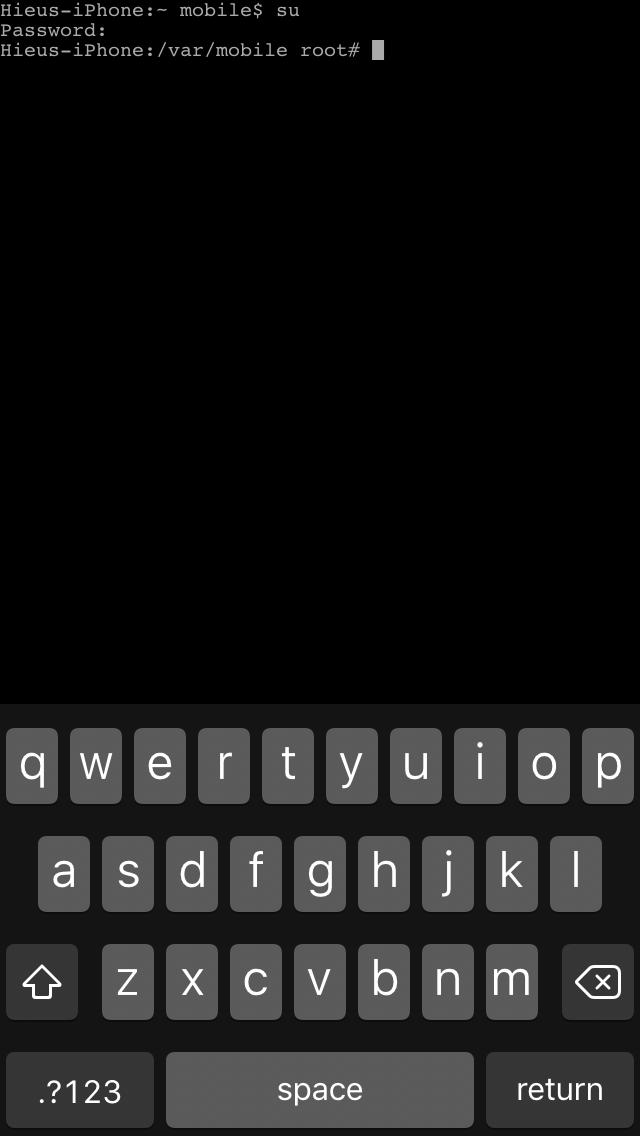 Hieus-iPhone:~ mobile$ su
Password:
Hieus-iPhone:/var/mobile root#
q w e r t y u i o p
a s d f g h j k l
z x c v b n m
.?123 space return